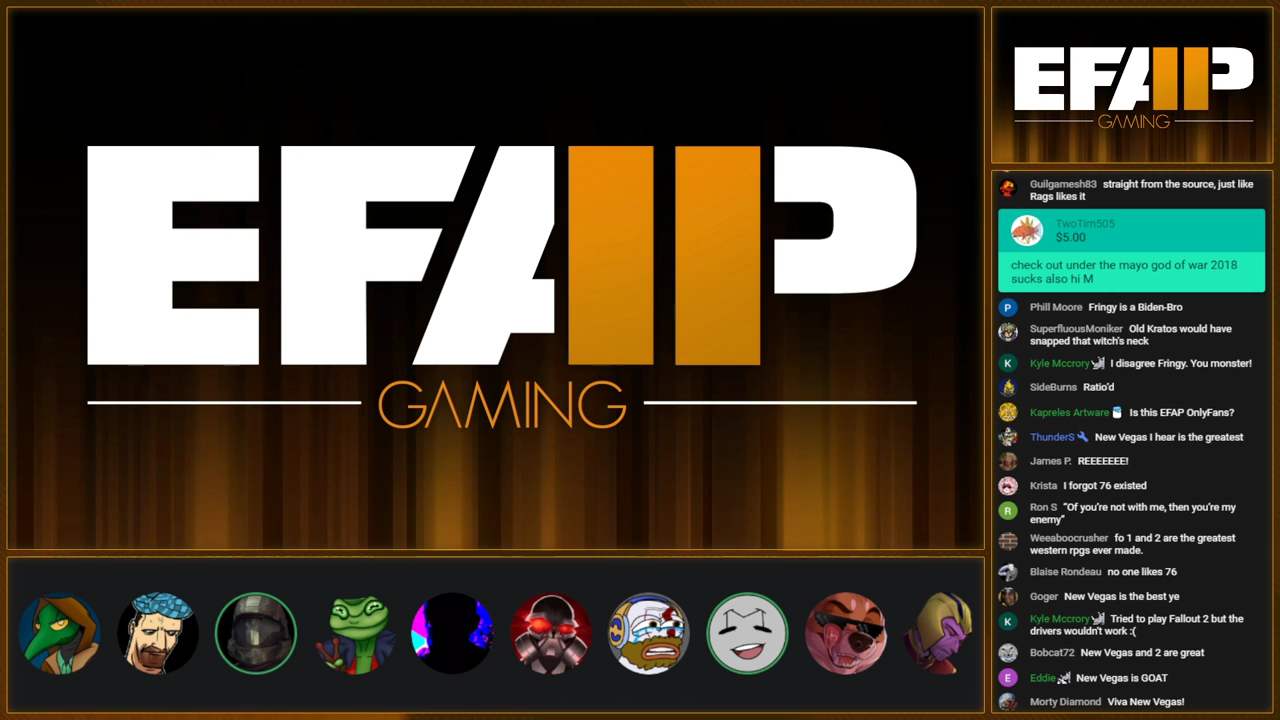 EFAP
GAMING
EFAP
GAMING
Guilgamesh83 straight from the source, just like
Rags likes it
TwoTim505
$5.00
check out under the mayo god of war 2018
sucks also hi M
P Phill Moore Fringy is a Biden-Bro
SuperfluousMoniker Old Kratos would have
snapped that witch's neck
K Kyle Mccrory I disagree Fringy. You monster!
SideBurns Ratio'd
Kapreles Artware Is this EFAP OnlyFans?
ThunderS New Vegas I hear is the greatest
James P. REEEEEEE!
Krista I forgot 76 existed
R Ron S "Of you're not with me, then you're my
enemy"
Weeaboocrusher fo 1 and 2 are the greatest
western rpgs ever made.
Blaise Rondeau no one likes 76
Goger New Vegas is the best ye
K Kyle Mccrory Tried to play Fallout 2 but the
drivers wouldn't work :(
Bobcat72 New Vegas and 2 are great
E Eddie New Vegas is GOAT
Morty Diamond Viva New Vegas!